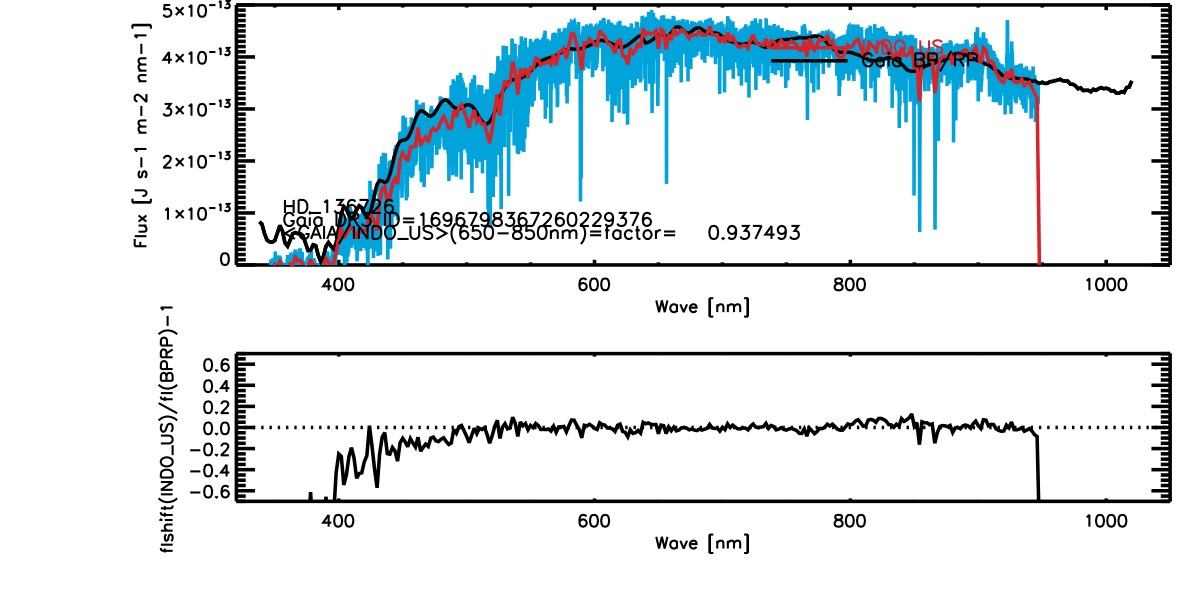 5×10−13
4×10−13
3×10−13
2×10−13
1×10−13
0
Flux [J s−1 m−2 nm−1]
INDO_US
Gaia BP/RP
HD_136726
Gaia DR3 ID=1696798367260229376
<GAIA/INDO_US>(650−850nm)=factor= 0.937493
400 600 800 1000
Wave [nm]
0.6
0.4
0.2
0.0
−0.2
−0.4
−0.6
flshift(INDO_US)/fl(BPRP)−1
400 600 800 1000
Wave [nm]